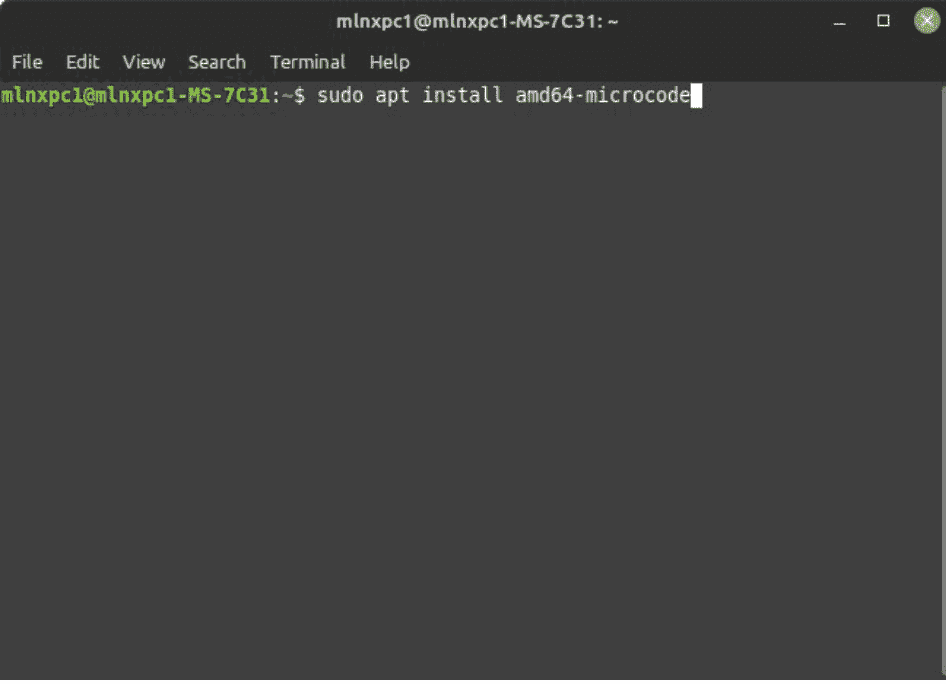 mlnxpc1@mlnxpc1-MS-7C31: ~
File Edit View Search Terminal Help
mlnxpc1@mlnxpc1-MS-7C31:~$ sudo apt install amd64-microcode